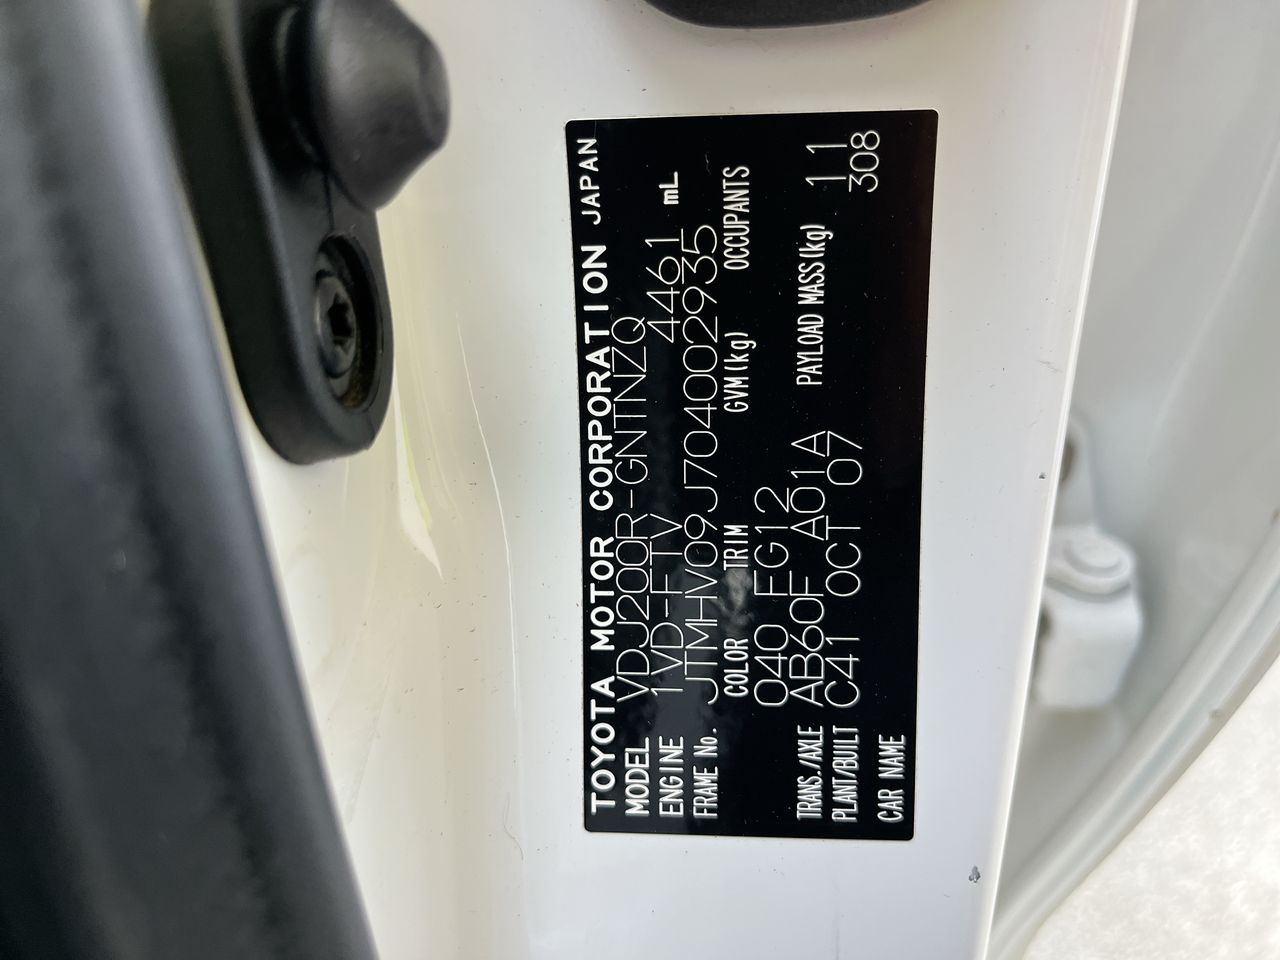 TOYOTA MOTOR CORPORATION JAPAN
MODEL VDJ200R-GNTNZQ
ENGINE 1VD-FTV 4461 mL
FRAME No. JTMHV09J704002935
COLOR TRIM GVM(kg) OCCUPANTS
040 FG12
TRANS./AXLE AB60F A01A PAYLOAD MASS(kg) 11
PLANT/BUILT C41 OCT 07 308
CAR NAME